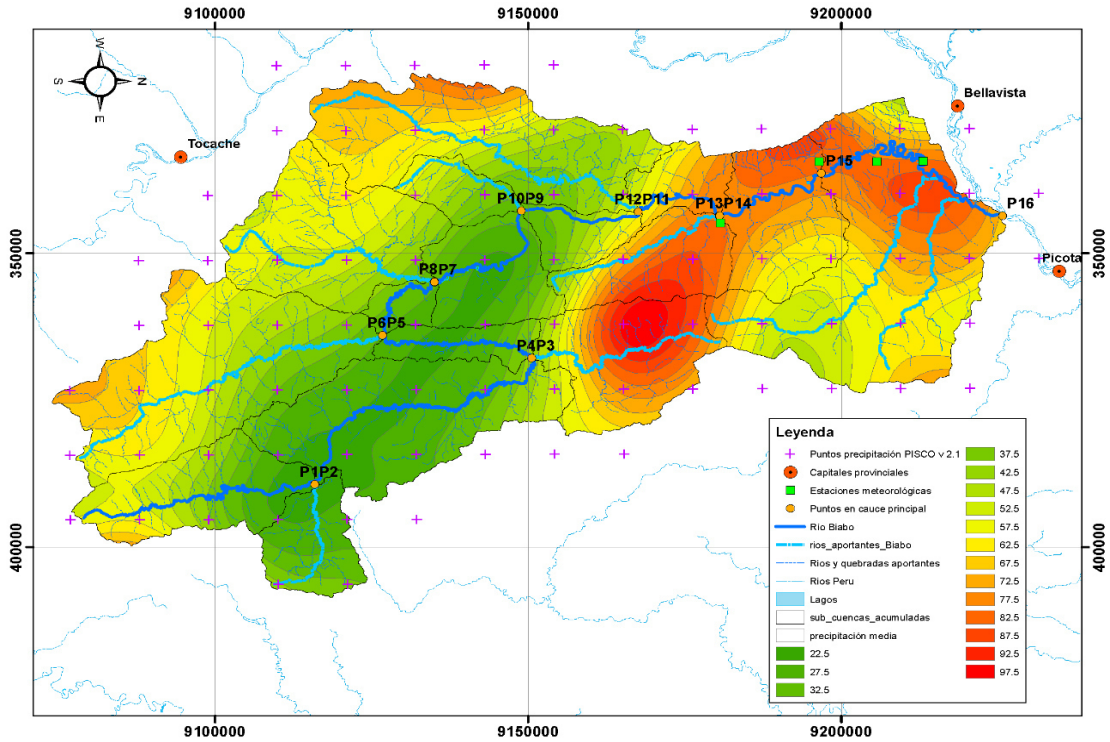 9100000
9150000
9200000
W
S
N
E
Bellavista
Tocache
P15
P10P9
P12P11
P13P14
P16
350000
350000
Picota
P8P7
P6P5
P4P3
P1P2
400000
400000
Leyenda
Puntos precipitación PISCO v 2.1
Capitales provinciales
Estaciones meteorológicas
Puntos en cauce principal
Río Biabo
rios_aportantes_Biabo
Rios y quebradas aportantes
Rios Peru
Lagos
sub_cuencas_acumuladas
precipitación media
22.5
27.5
32.5
37.5
42.5
47.5
52.5
57.5
62.5
67.5
72.5
77.5
82.5
87.5
92.5
97.5
9100000
9150000
9200000